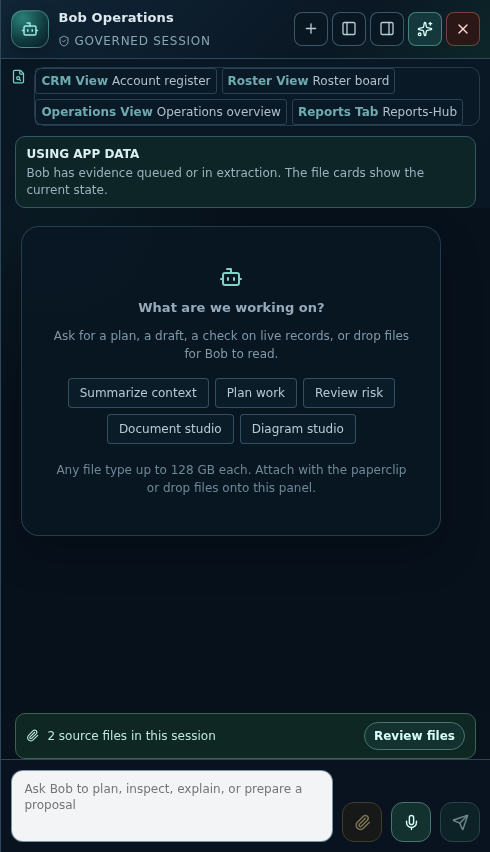 Bob Operations
GOVERNED SESSION
CRM View Account register
Roster View Roster board
Operations View Operations overview
Reports Tab Reports-Hub
USING APP DATA
Bob has evidence queued or in extraction. The file cards show the
current state.
What are we working on?
Ask for a plan, a draft, a check on live records, or drop files
for Bob to read.
Summarize context
Plan work
Review risk
Document studio
Diagram studio
Any file type up to 128 GB each. Attach with the paperclip
or drop files onto this panel.
2 source files in this session
Review files
Ask Bob to plan, inspect, explain, or prepare a
proposal